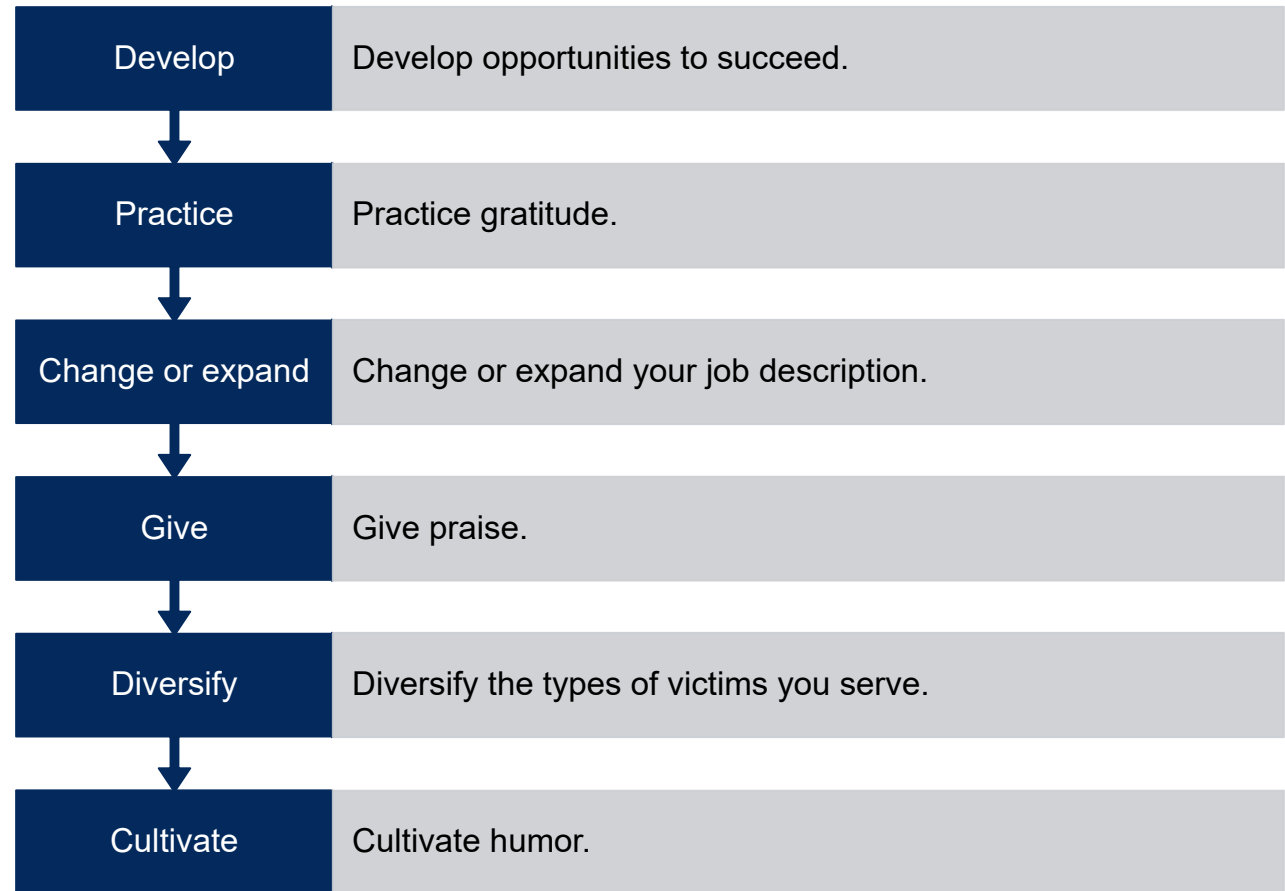 Develop
Develop opportunities to succeed.
Practice
Practice gratitude.
Change or expand
Change or expand your job description.
Give
Give praise.
Diversify
Diversify the types of victims you serve.
Cultivate
Cultivate humor.